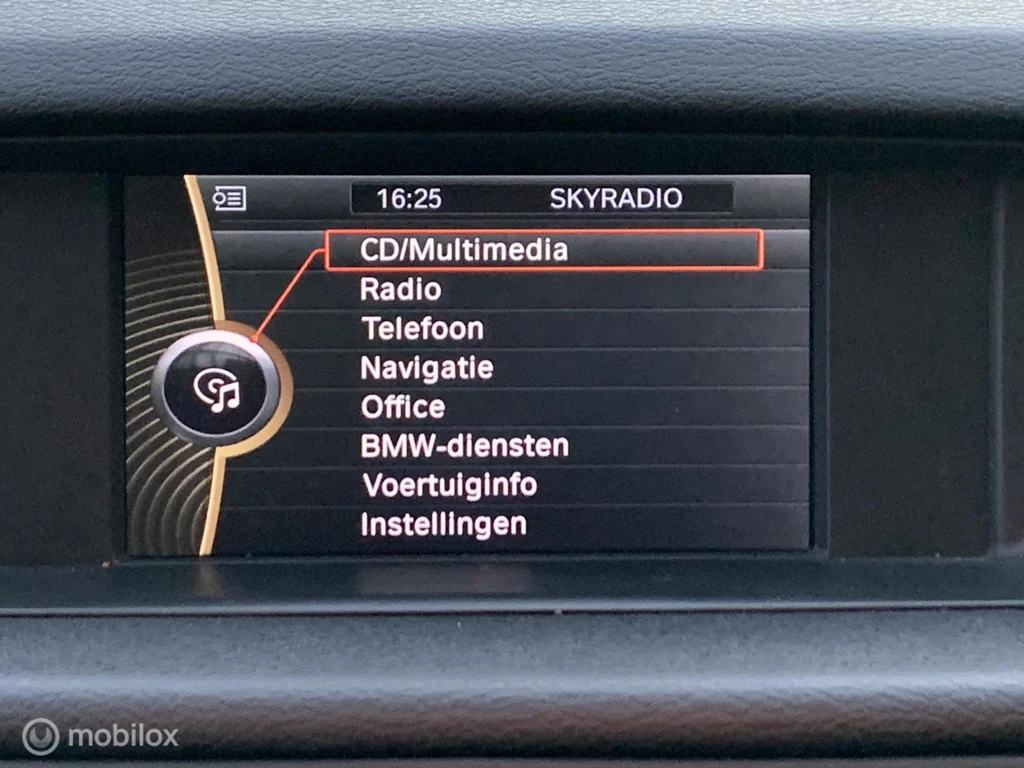 16:25 SKYRADIO
CD/Multimedia
Radio
Telefoon
Navigatie
Office
BMW-diensten
Voertuiginfo
Instellingen
mobilox